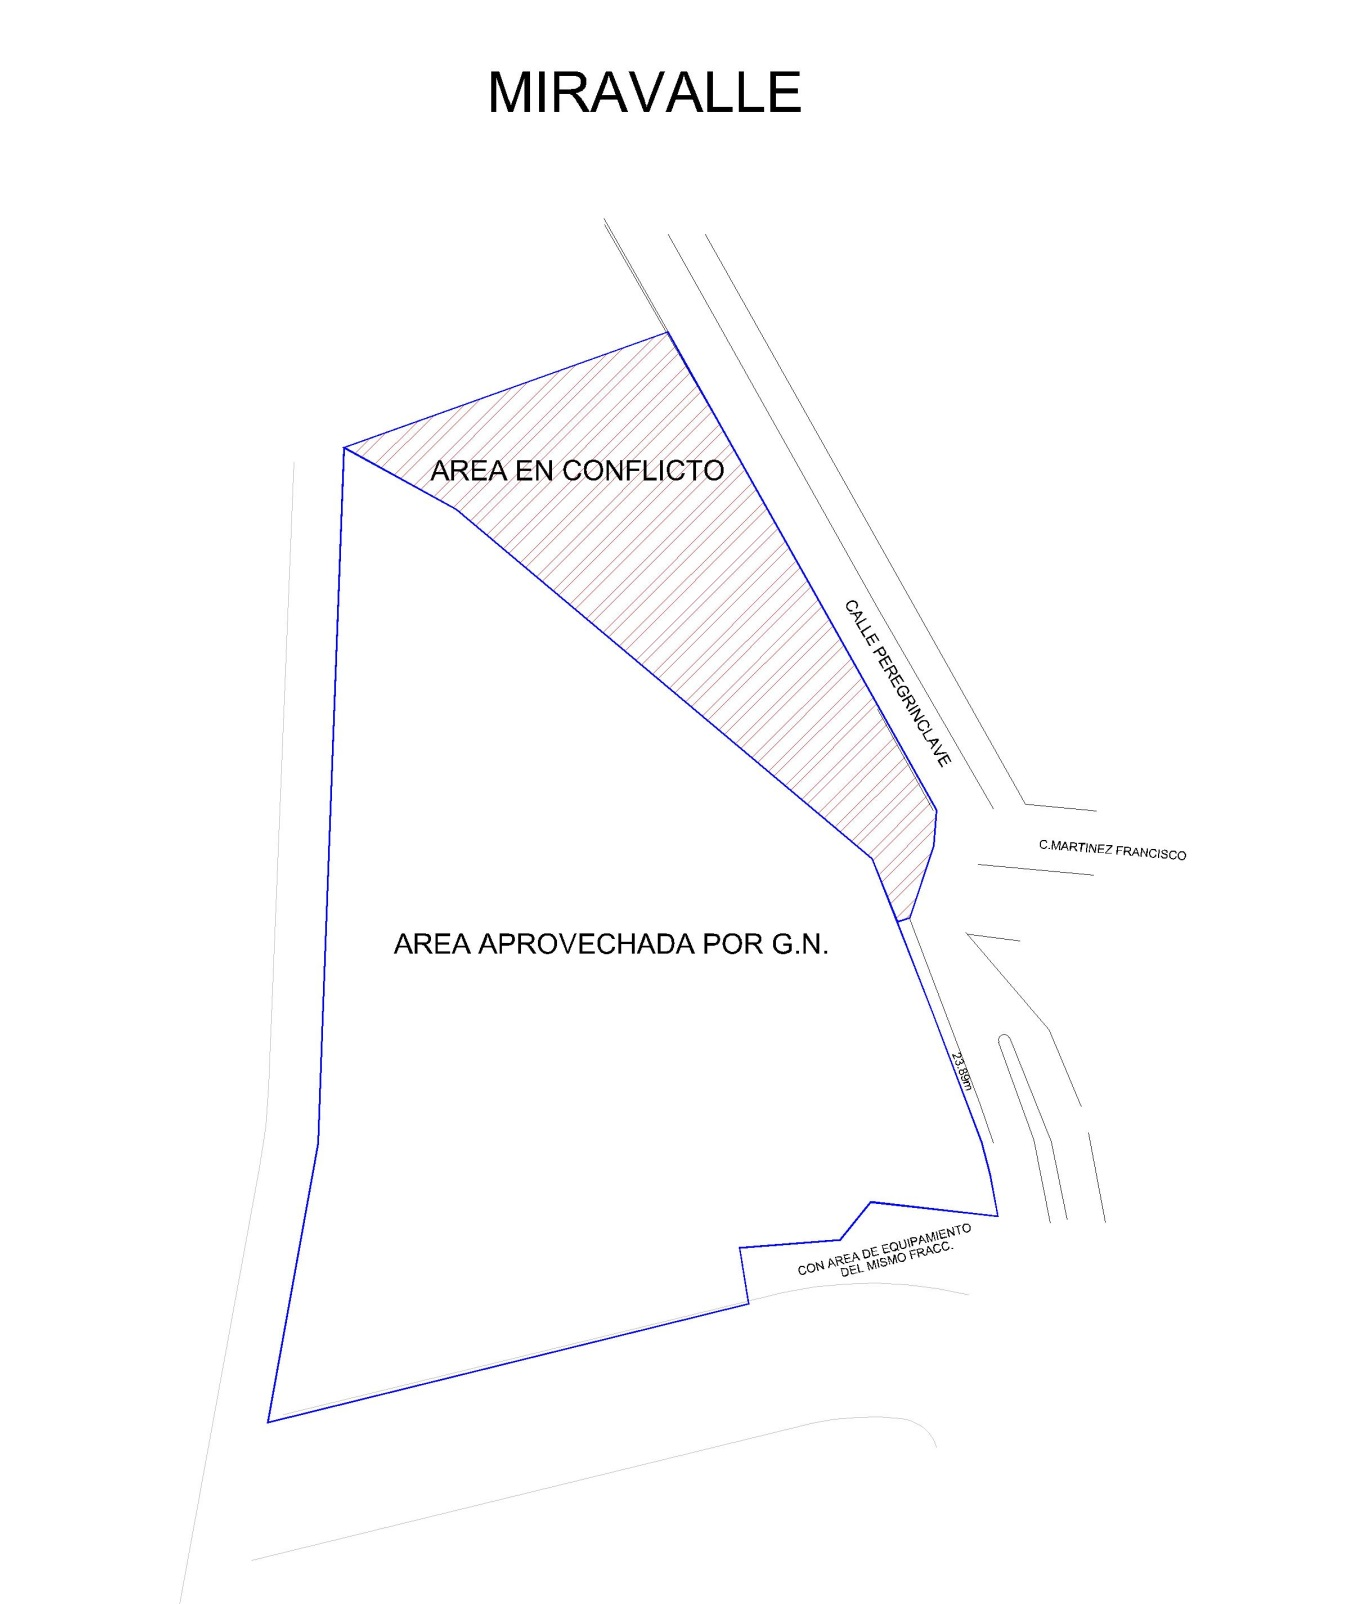 MIRAVALLE
AREA EN CONFLICTO
CALLE PEREGRINCLAVE
C.MARTINEZ FRANCISCO
AREA APROVECHADA POR G.N.
23.89m
CON AREA DE EQUIPAMIENTO
DEL MISMO FRACC.